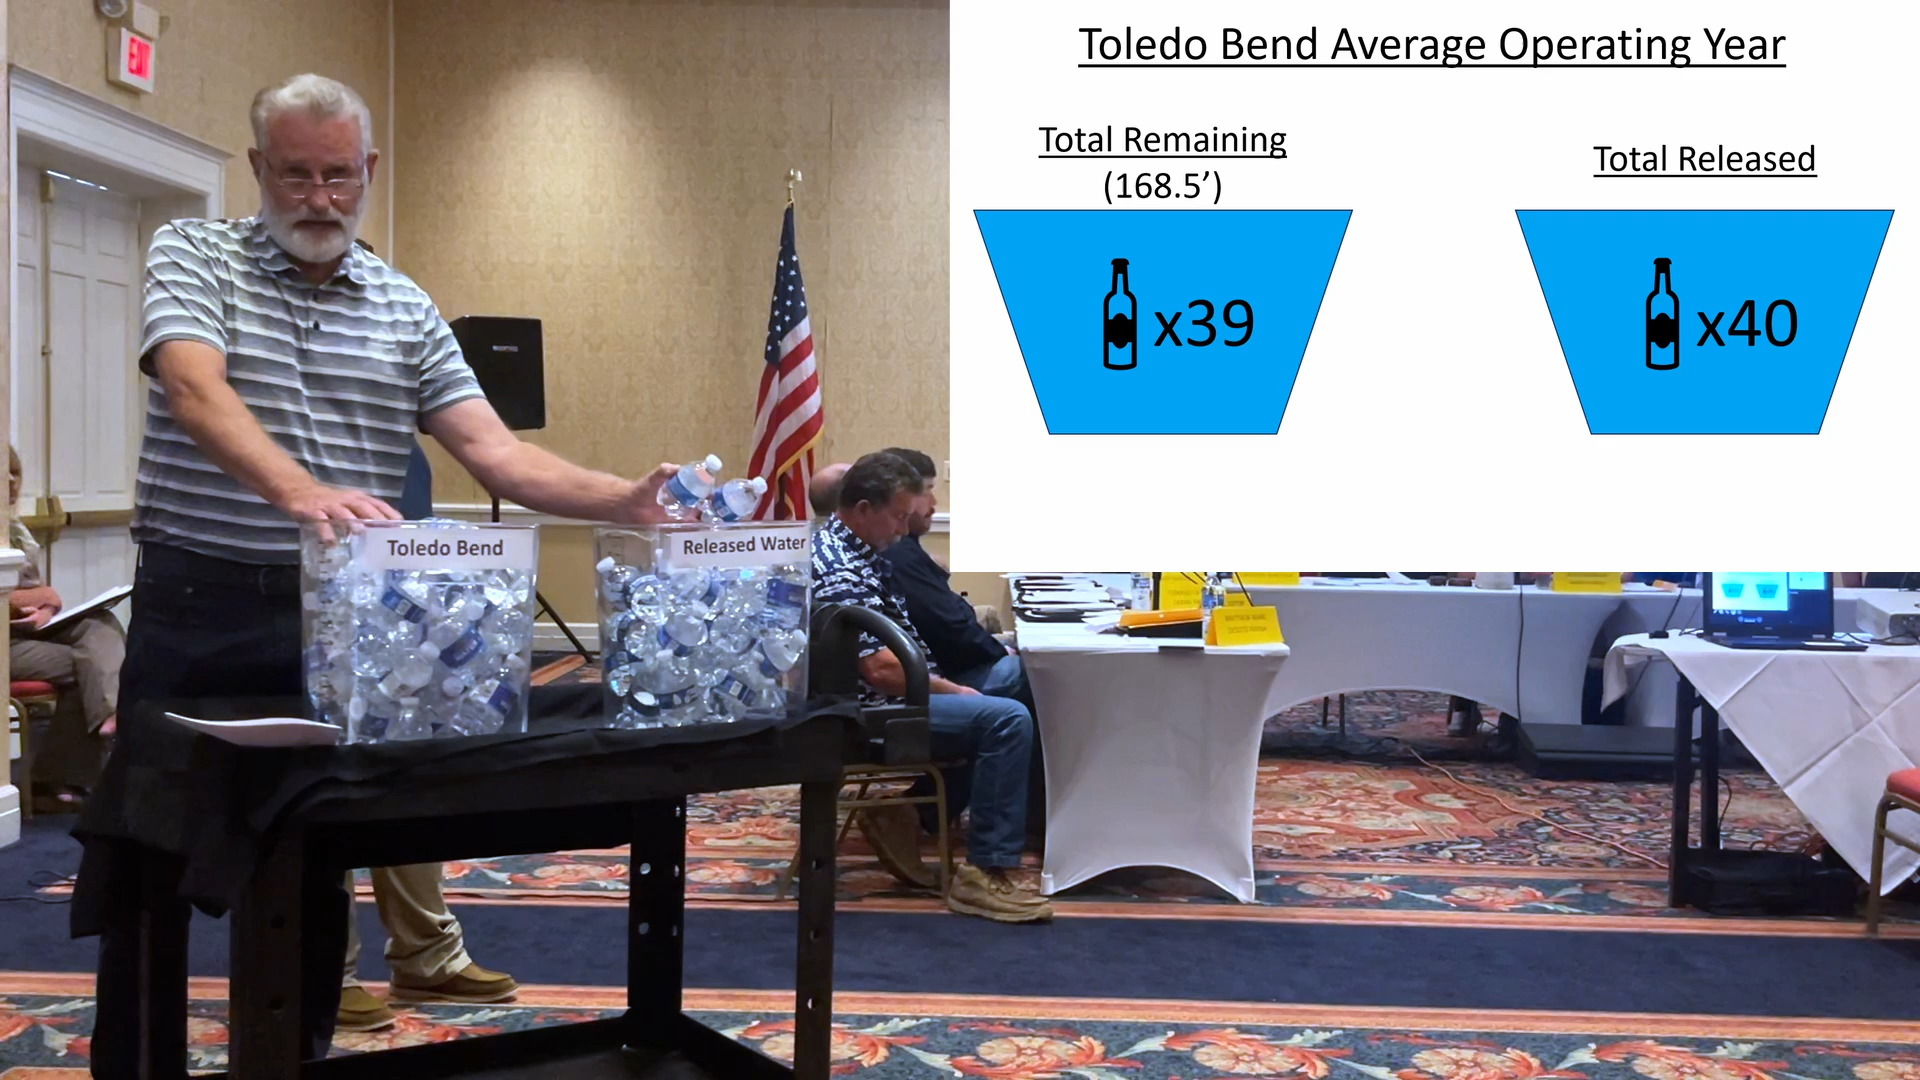 EXIT
Toledo Bend Average Operating Year
Total Remaining
(168.5’)
Total Released
x39
x40
Toledo Bend
Released Water